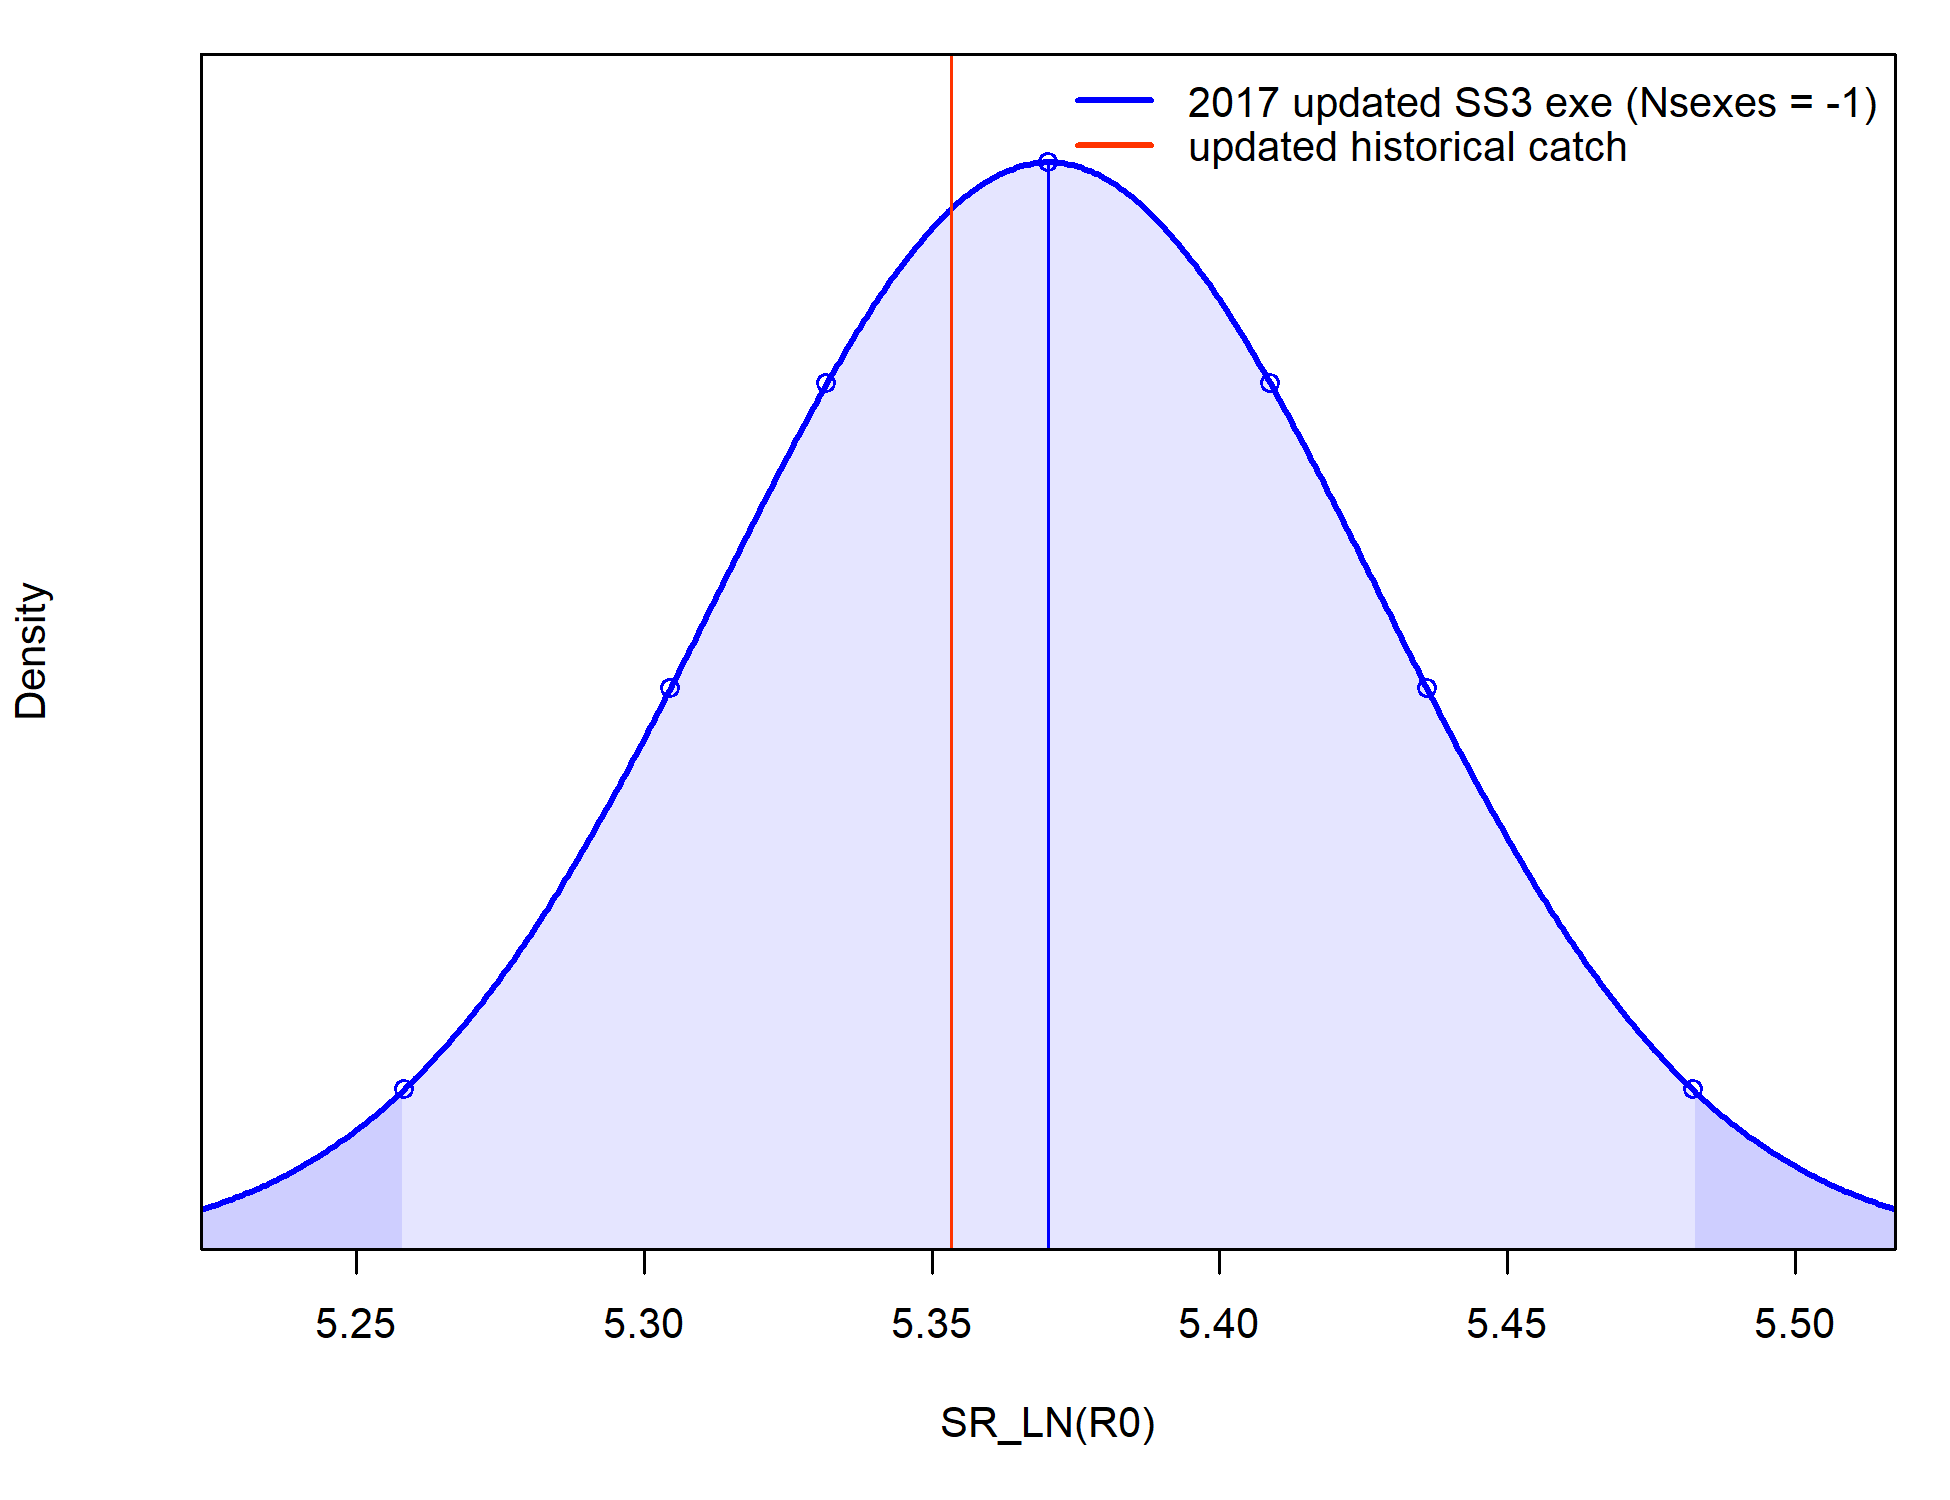 2017 updated SS3 exe (Nsexes = -1)
updated historical catch
Density
5.25 5.30 5.35 5.40 5.45 5.50
SR_LN(R0)